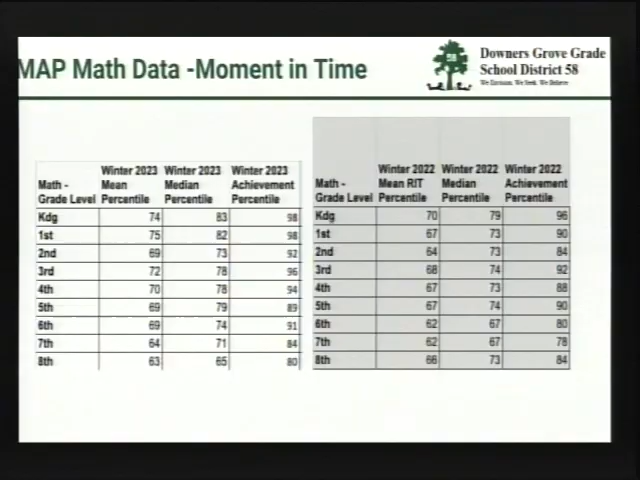 MAP Math Data -Moment in Time
Downers Grove Grade
School District 58
We Envision. We Seek. We Believe
Winter 2023 Winter 2023 Winter 2023
Math - Mean Median Achievement
Grade Level Percentile Percentile Percentile
Kdg 74 83 98
1st 75 82 98
2nd 69 73 92
3rd 72 78 96
4th 70 78 94
5th 69 79 89
6th 69 74 91
7th 64 71 84
8th 63 65 80
Winter 2022 Winter 2022 Winter 2022
Math - Mean RIT Median Achievement
Grade Level Percentile Percentile Percentile
Kdg 70 79 96
1st 67 73 90
2nd 64 73 84
3rd 68 74 92
4th 67 73 88
5th 67 74 90
6th 62 67 80
7th 62 67 78
8th 66 73 84